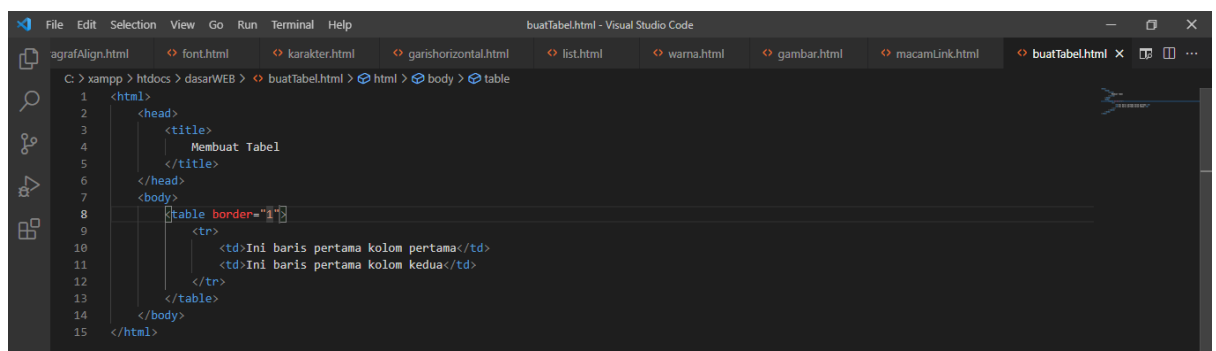 File Edit Selection View Go Run Terminal Help buatTabel.html - Visual Studio Code
agrafAlign.html font.html karakter.html garishorizontal.html list.html warna.html gambar.html macamLink.html buatTabel.html
C: > xampp > htdocs > dasarWEB > buatTabel.html > html > body > table
1 <html>
2 <head>
3 <title>
4 Membuat Tabel
5 </title>
6 </head>
7 <body>
8 <table border="1">
9 <tr>
10 <td>Ini baris pertama kolom pertama</td>
11 <td>Ini baris pertama kolom kedua</td>
12 </tr>
13 </table>
14 </body>
15 </html>